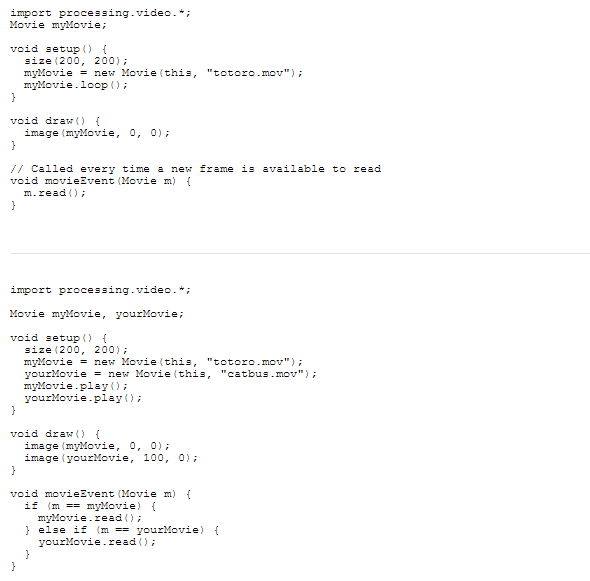 import processing.video.*;
Movie myMovie;

void setup() {
  size(200, 200);
  myMovie = new Movie(this, "totoro.mov");
  myMovie.loop();
}

void draw() {
  image(myMovie, 0, 0);
}

// Called every time a new frame is available to read
void movieEvent(Movie m) {
  m.read();
}

import processing.video.*;

Movie myMovie, yourMovie;

void setup() {
  size(200, 200);
  myMovie = new Movie(this, "totoro.mov");
  yourMovie = new Movie(this, "catbus.mov");
  myMovie.play();
  yourMovie.play();
}

void draw() {
  image(myMovie, 0, 0);
  image(yourMovie, 100, 0);
}

void movieEvent(Movie m) {
  if (m == myMovie) {
    myMovie.read();
  } else if (m == yourMovie) {
    yourMovie.read();
  }
}